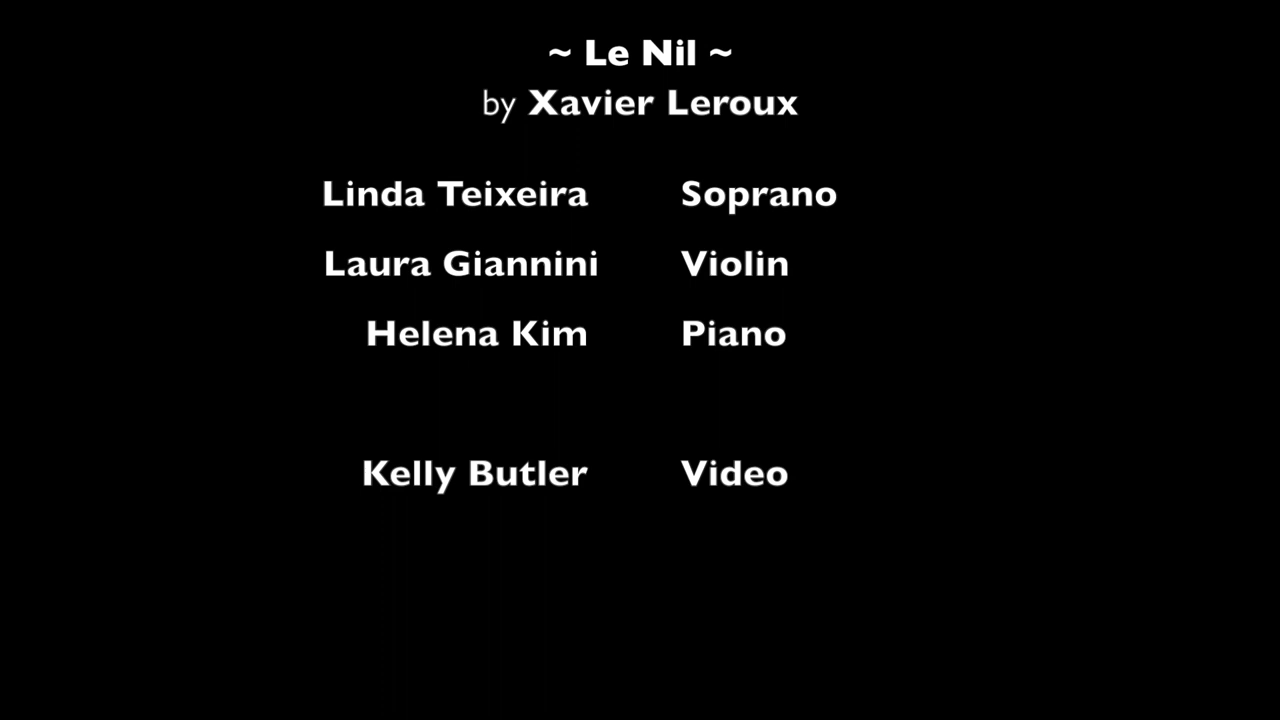 ~ Le Nil ~
by Xavier Leroux
Linda Teixeira Soprano
Laura Giannini Violin
Helena Kim Piano
Kelly Butler Video